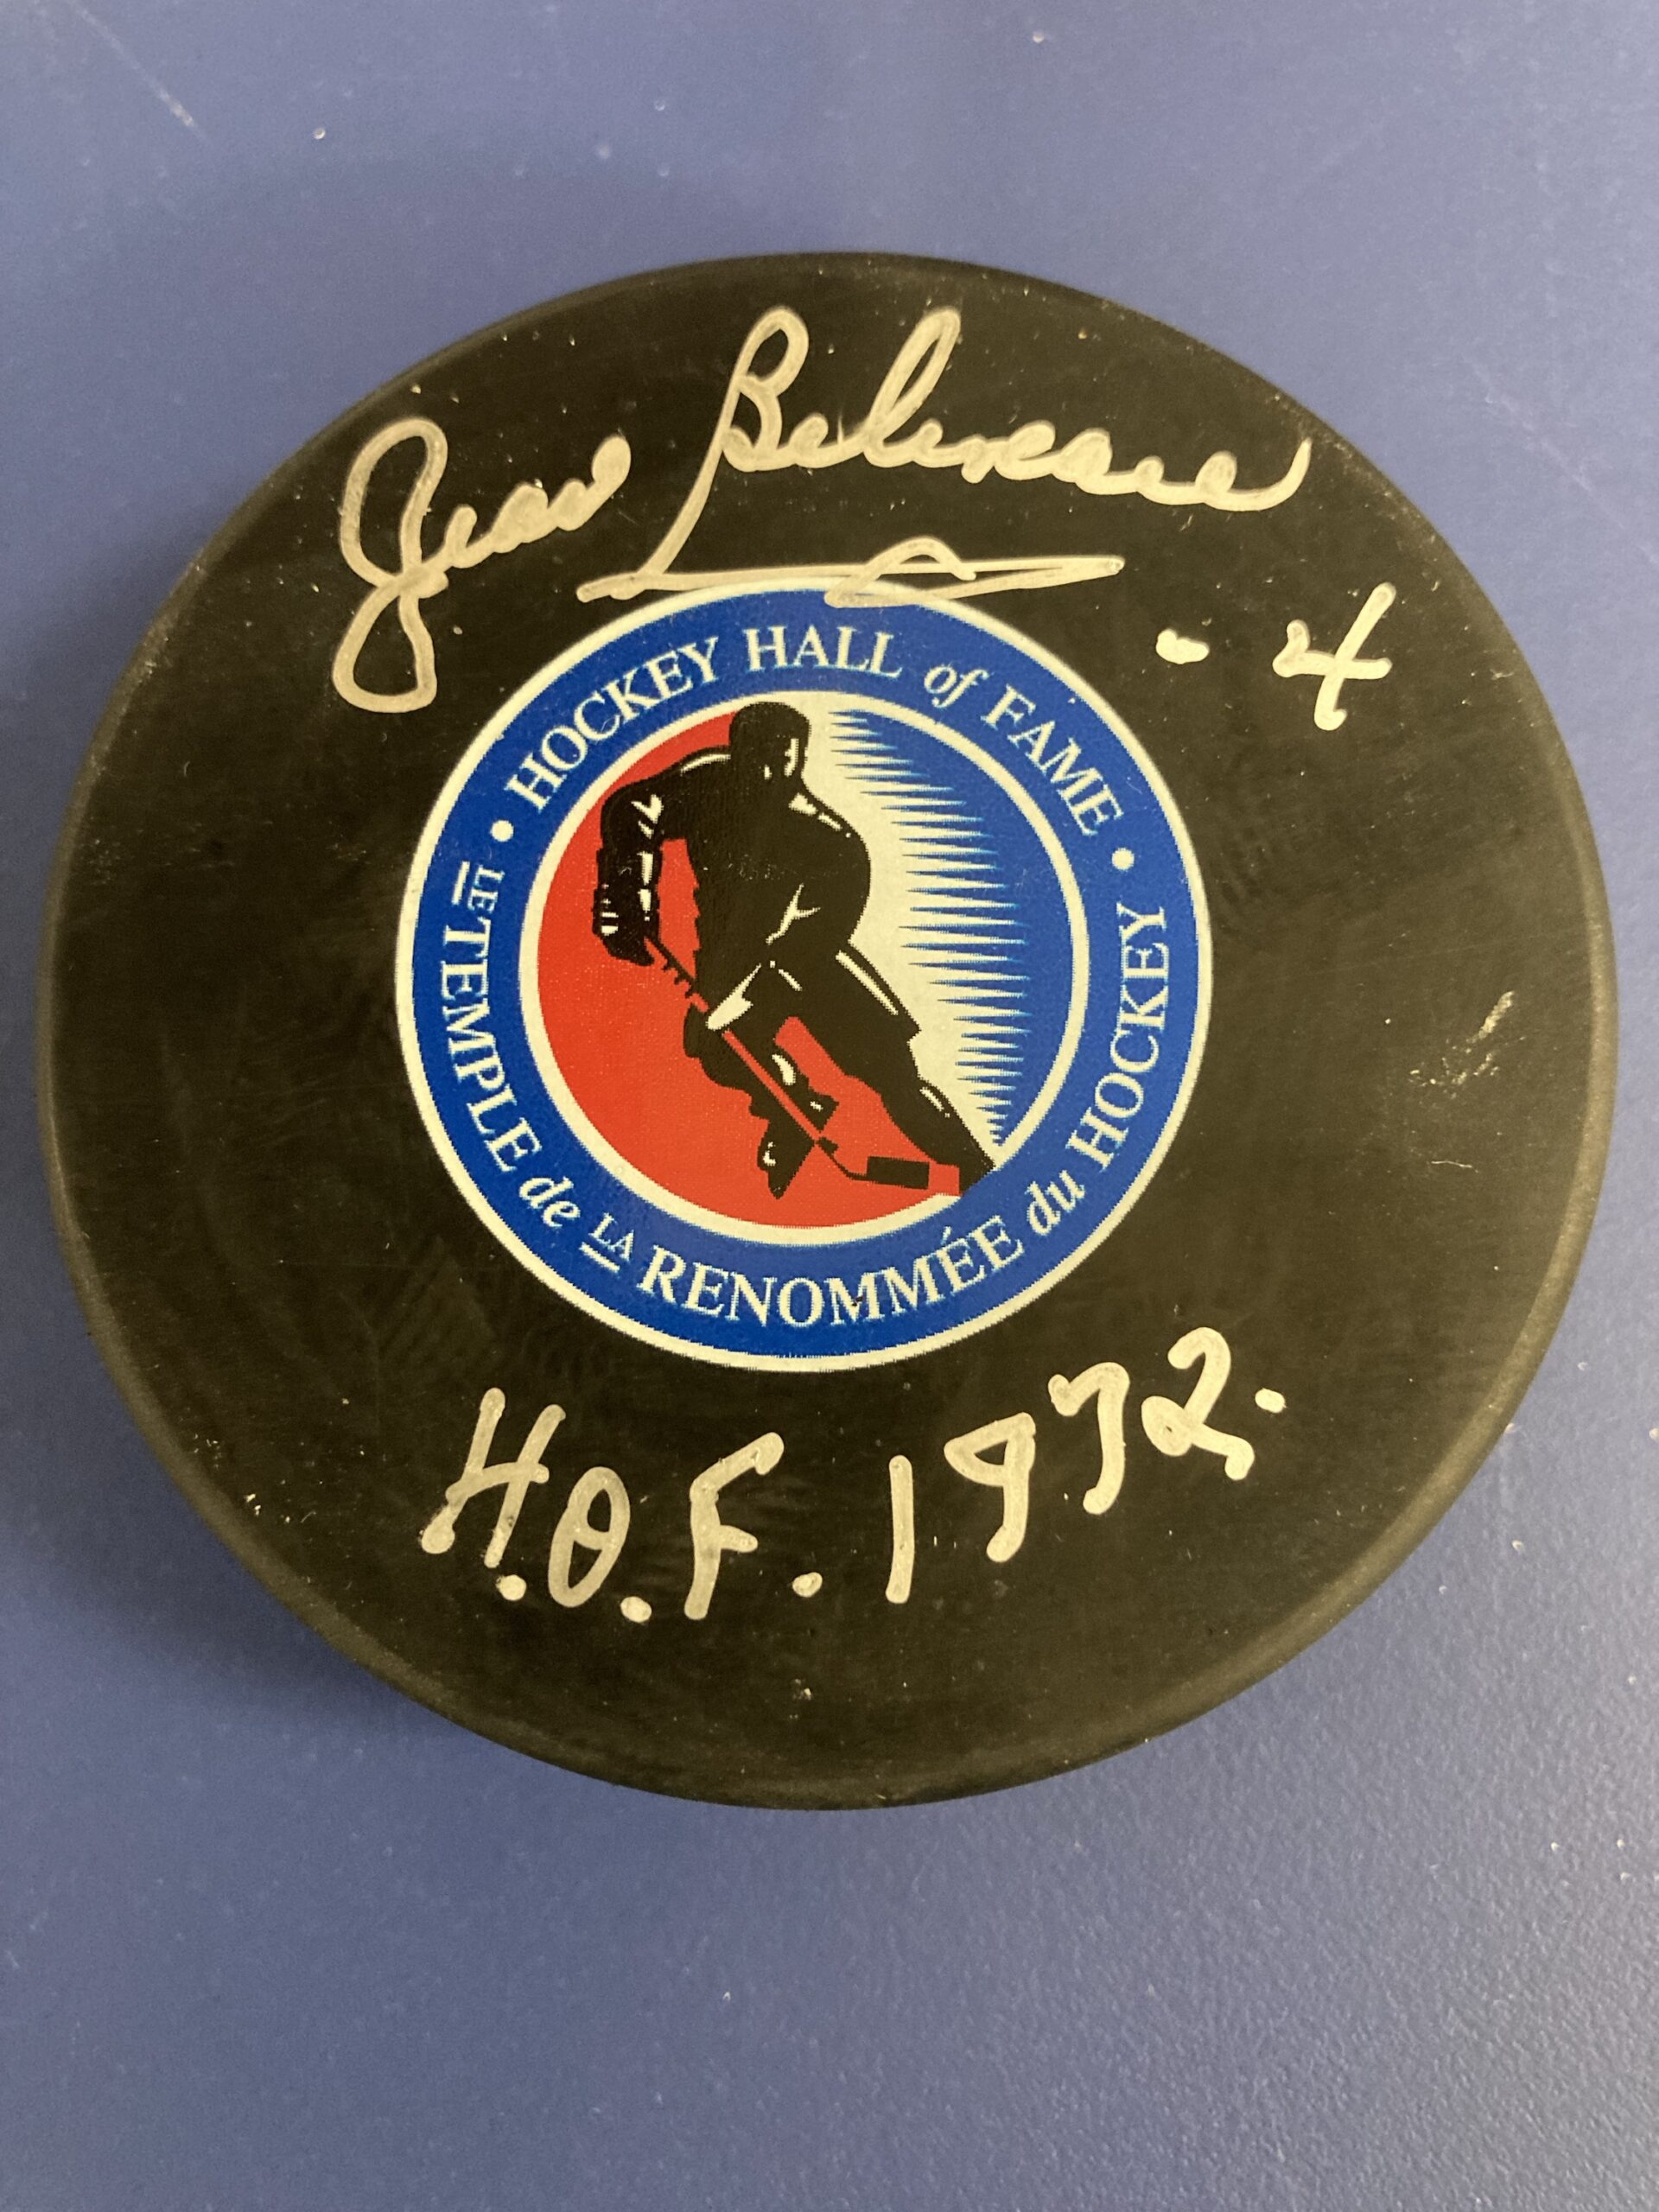 Jean Beliveau
- 4
• HOCKEY HALL of FAME •
LE TEMPLE de LA RENOMMÉE du HOCKEY
H.O.F. 1972.